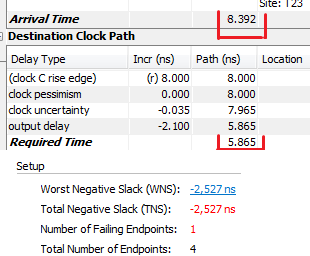 Site: T23
Arrival Time 8.392
Destination Clock Path
Delay Type Incr (ns) Path (ns) Location
(clock C rise edge) (r) 8.000 8.000
clock pessimism 0.000 8.000
clock uncertainty -0.035 7.965
output delay -2.100 5.865
Required Time 5.865
Setup
Worst Negative Slack (WNS): -2,527 ns
Total Negative Slack (TNS): -2,527 ns
Number of Failing Endpoints: 1
Total Number of Endpoints: 4